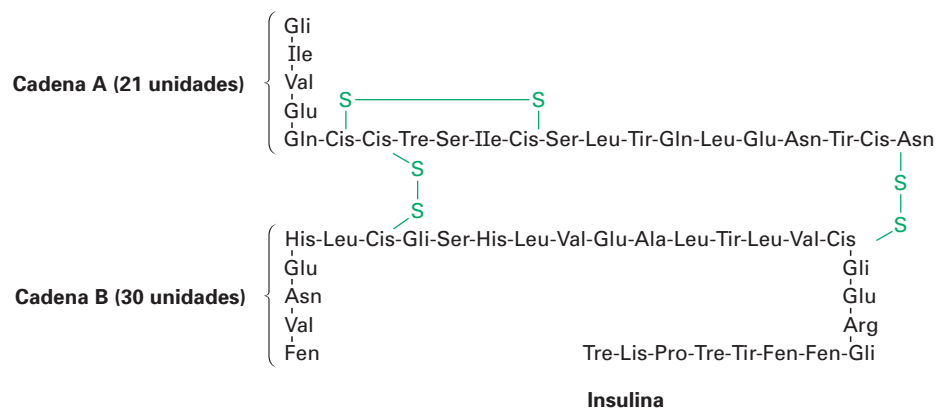 Gli
Ile
Cadena A (21 unidades)
Val
Glu
S S
Gln-Cis-Cis-Tre-Ser-IIe-Cis-Ser-Leu-Tir-Gln-Leu-Glu-Asn-Tir-Cis-Asn
S S
S S
His-Leu-Cis-Gli-Ser-His-Leu-Val-Glu-Ala-Leu-Tir-Leu-Val-Cis
Glu Gli
Cadena B (30 unidades)
Asn Glu
Val Arg
Fen Tre-Lis-Pro-Tre-Tir-Fen-Fen-Gli
Insulina